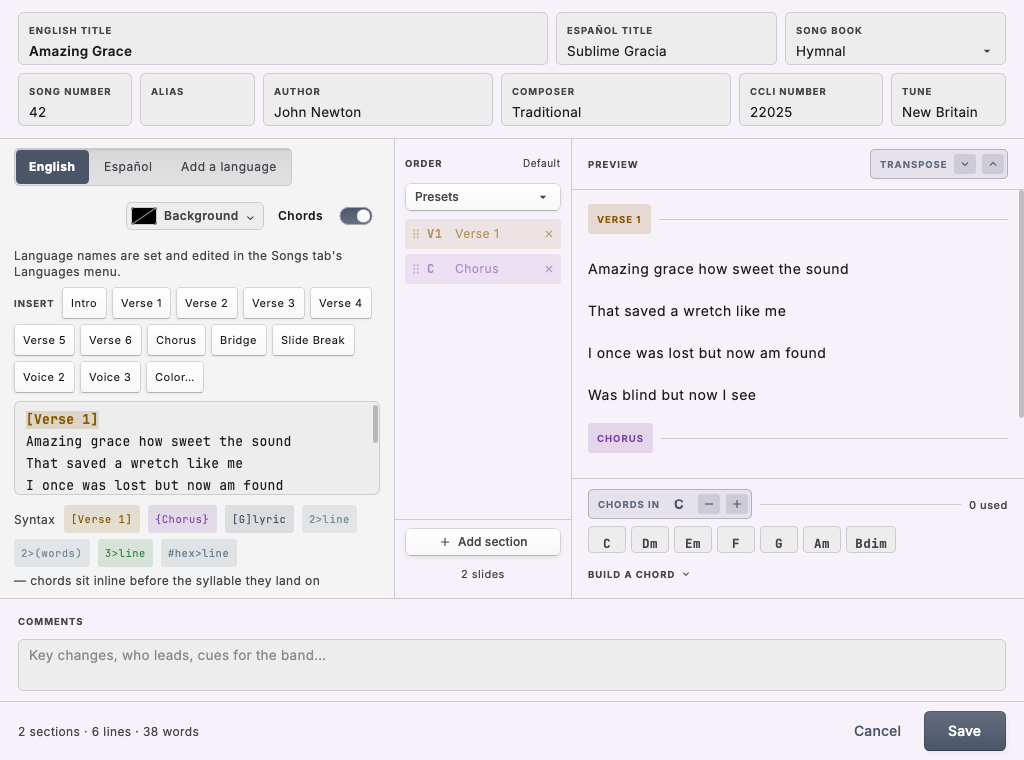 ENGLISH TITLE
Amazing Grace
ESPAÑOL TITLE
Sublime Gracia
SONG BOOK
Hymnal
SONG NUMBER
42
ALIAS
AUTHOR
John Newton
COMPOSER
Traditional
CCLI NUMBER
22025
TUNE
New Britain
English
Español
Add a language
Background
Chords
Language names are set and edited in the Songs tab's
Languages menu.
INSERT
Intro
Verse 1
Verse 2
Verse 3
Verse 4
Verse 5
Verse 6
Chorus
Bridge
Slide Break
Voice 2
Voice 3
Color...
[Verse 1]
Amazing grace how sweet the sound
That saved a wretch like me
I once was lost but now am found
Syntax [Verse 1] {Chorus} [G]lyric 2>line
2>(words) 3>line #hex>line
— chords sit inline before the syllable they land on
ORDER
Default
Presets
V1 Verse 1 ×
C Chorus ×
+ Add section
2 slides
PREVIEW
TRANSPOSE
VERSE 1
Amazing grace how sweet the sound
That saved a wretch like me
I once was lost but now am found
Was blind but now I see
CHORUS
CHORDS IN C − +
0 used
C Dm Em F G Am Bdim
BUILD A CHORD
COMMENTS
Key changes, who leads, cues for the band...
2 sections · 6 lines · 38 words
Cancel
Save